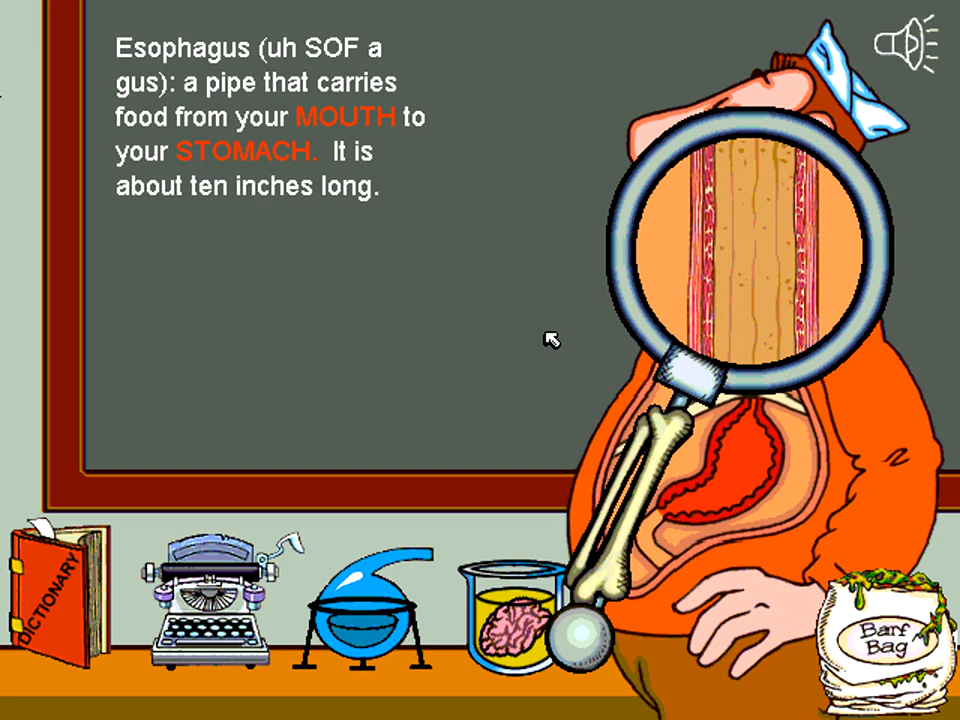 Esophagus (uh SOF a
gus): a pipe that carries
food from your MOUTH to
your STOMACH.  It is
about ten inches long.
DICTIONARY
Barf
Bag